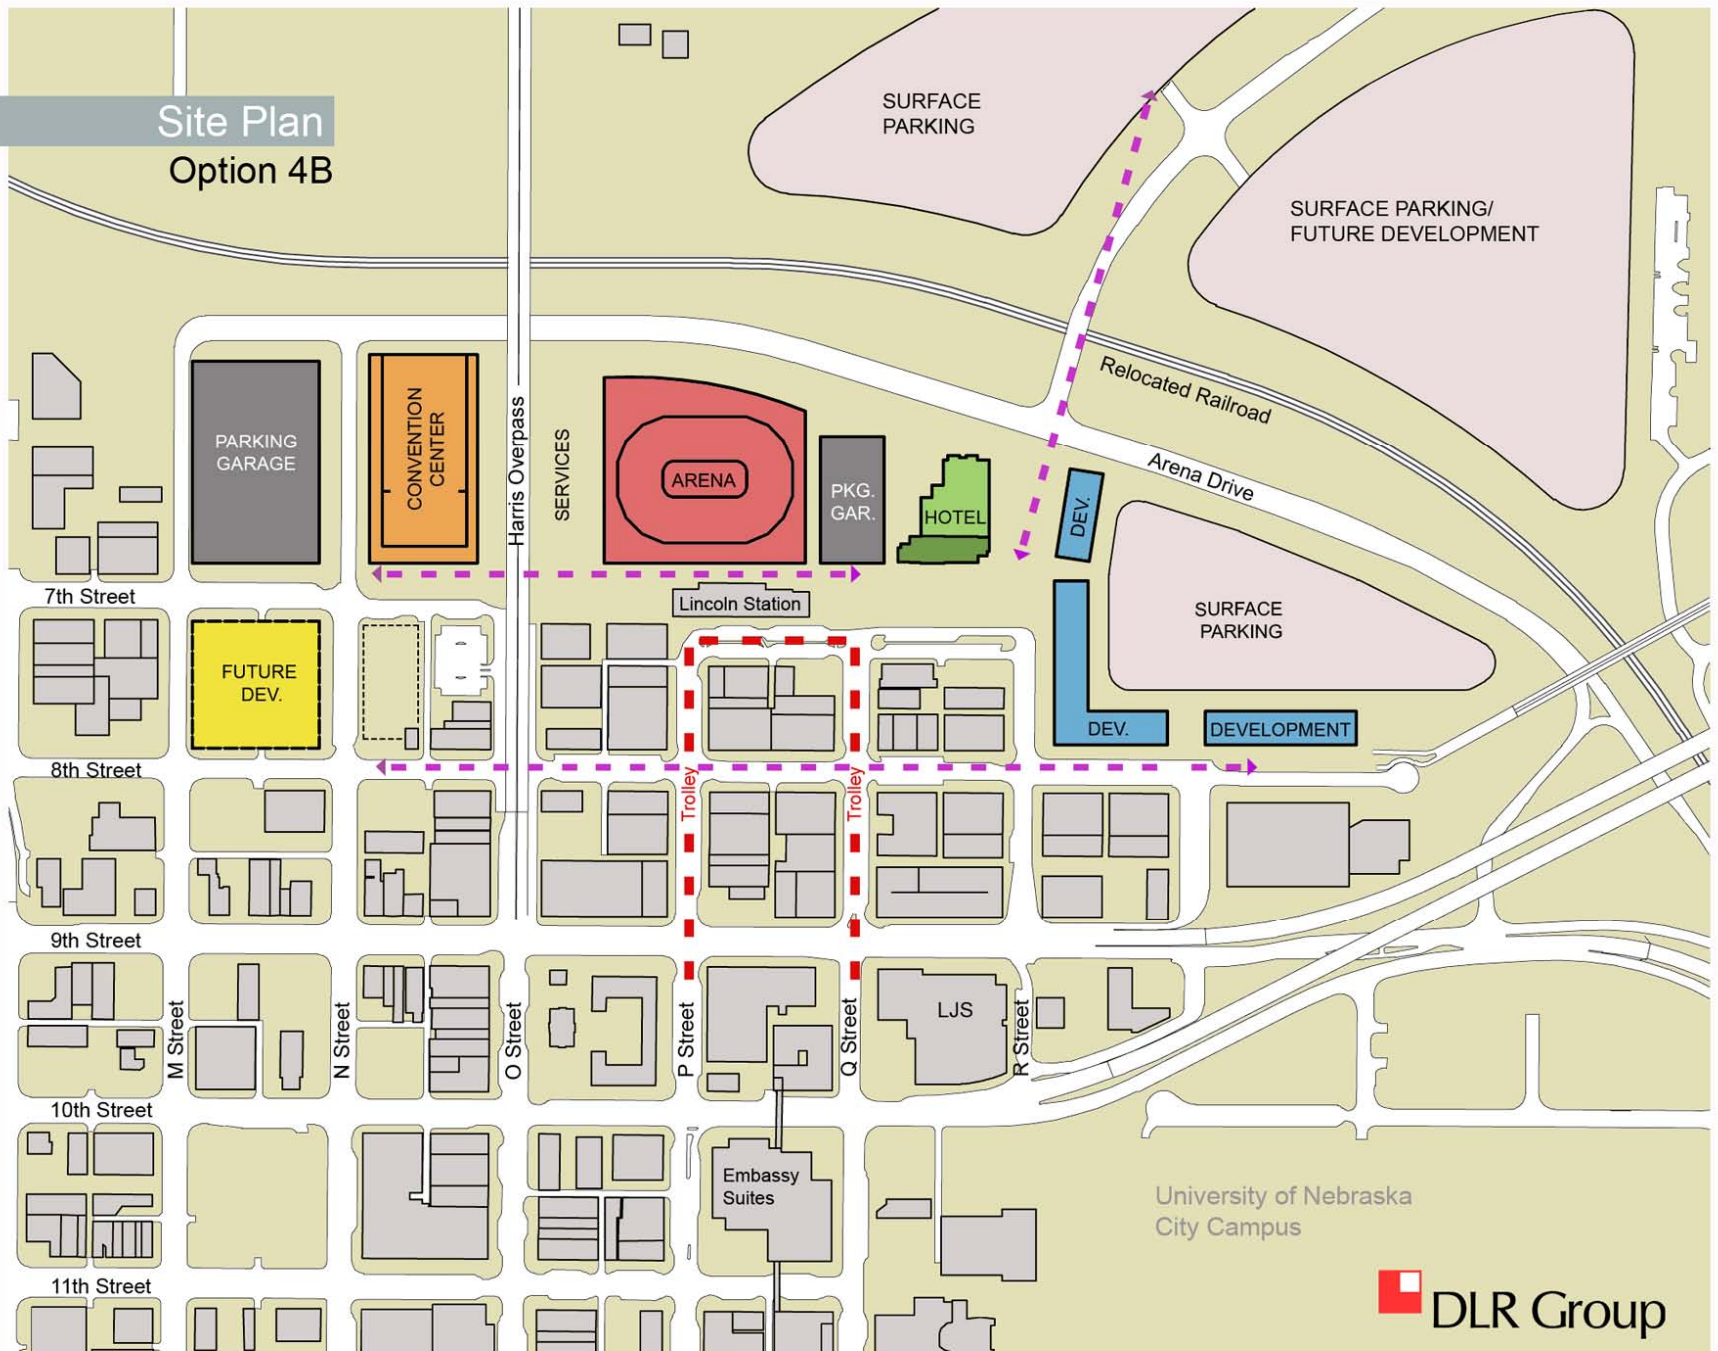 Site Plan
Option 4B
SURFACE
PARKING
SURFACE PARKING/
FUTURE DEVELOPMENT
Relocated Railroad
Arena Drive
PARKING
GARAGE
CONVENTION
CENTER
Harris Overpass
SERVICES
ARENA
PKG.
GAR.
HOTEL
DEV.
7th Street
Lincoln Station
SURFACE
PARKING
FUTURE
DEV.
DEV.
DEVELOPMENT
8th Street
Trolley
Trolley
9th Street
M Street
N Street
O Street
P Street
Q Street
LJS
R Street
10th Street
Embassy
Suites
University of Nebraska
City Campus
11th Street
DLR Group